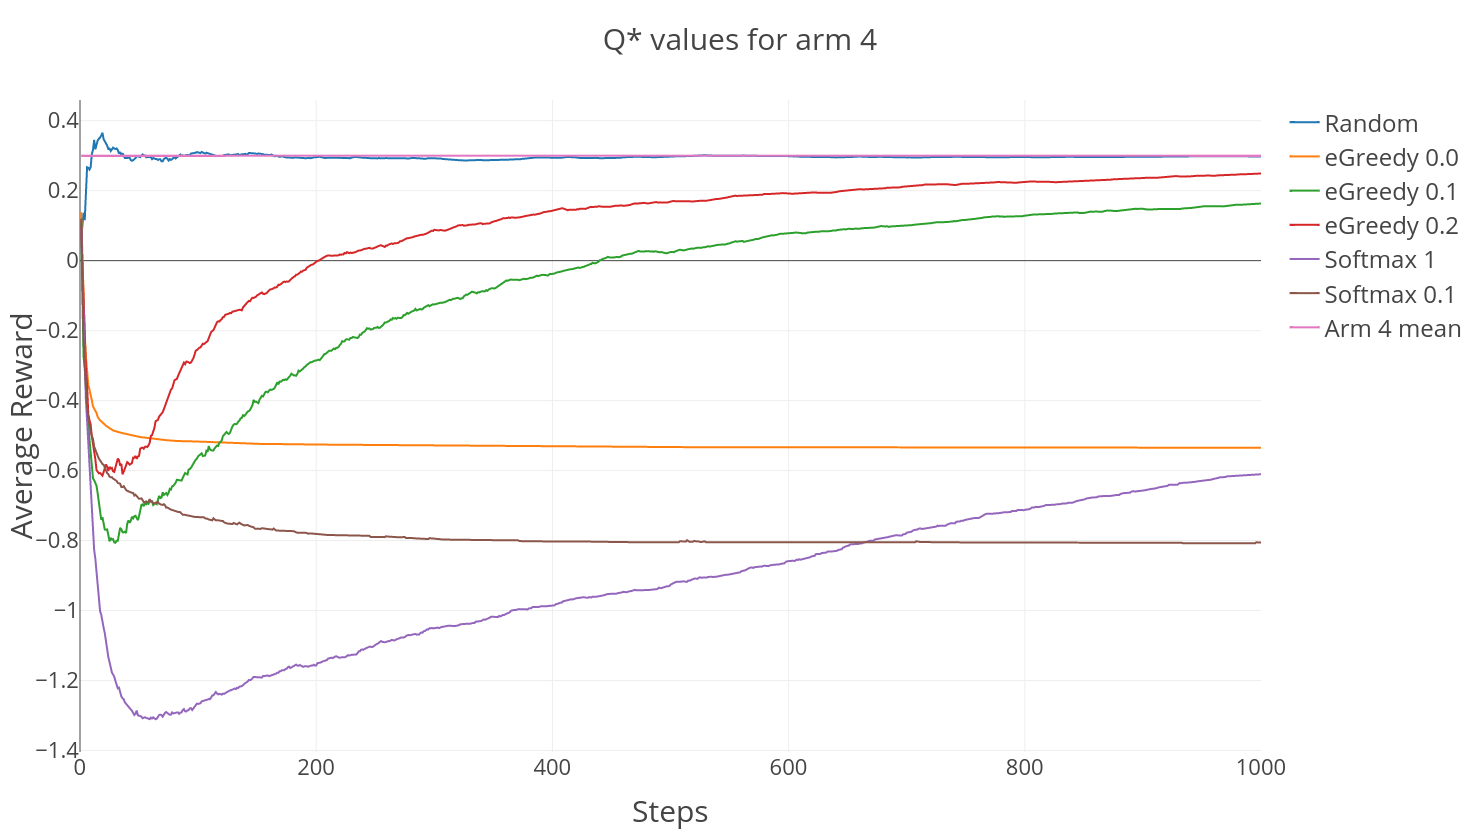 Q* values for arm 4
0.4
0.2
0
−0.2
−0.4
−0.6
−0.8
−1
−1.2
−1.4
Average Reward
0
200
400
600
800
1000
Steps
Random
eGreedy 0.0
eGreedy 0.1
eGreedy 0.2
Softmax 1
Softmax 0.1
Arm 4 mean